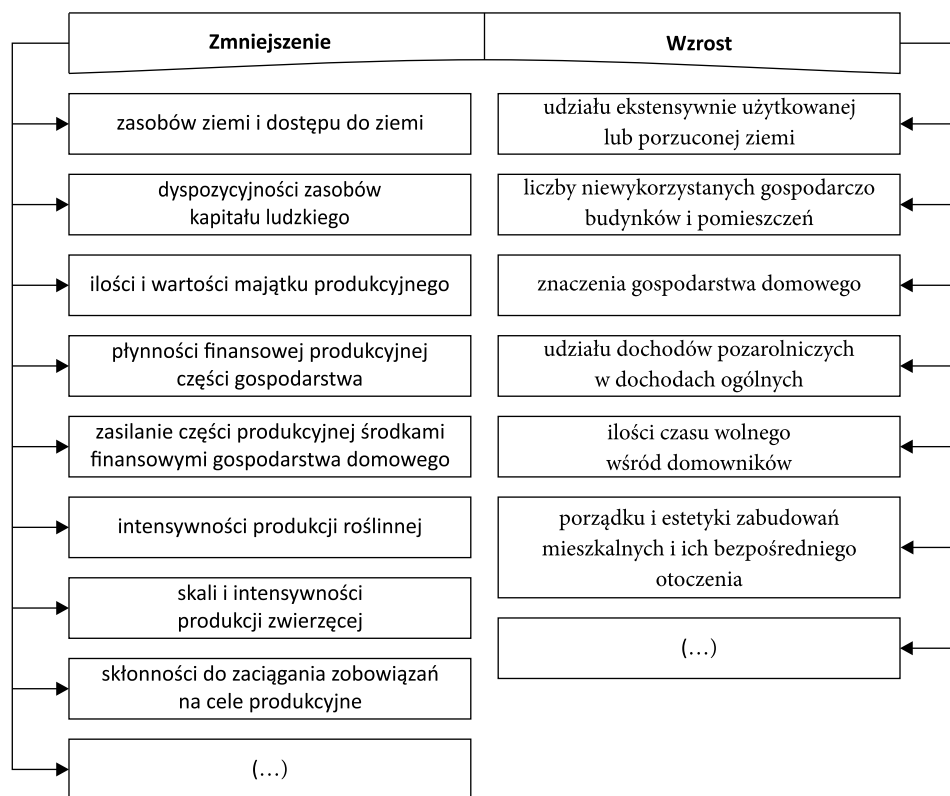 Zmniejszenie
zasobów ziemi i dostępu do ziemi
dyspozycyjności zasobów
kapitału ludzkiego
ilości i wartości majątku produkcyjnego
płynności finansowej produkcyjnej
części gospodarstwa
zasilanie części produkcyjnej środkami
finansowymi gospodarstwa domowego
intensywności produkcji roślinnej
skali i intensywności
produkcji zwierzęcej
skłonności do zaciągania zobowiązań
na cele produkcyjne
(…)
Wzrost
udziału ekstensywnie użytkowanej
lub porzuconej ziemi
liczby niewykorzystanych gospodarczo
budynków i pomieszczeń
znaczenia gospodarstwa domowego
udziału dochodów pozarolniczych
w dochodach ogólnych
ilości czasu wolnego
wśród domowników
porządku i estetyki zabudowań
mieszkalnych i ich bezpośredniego
otoczenia
(…)